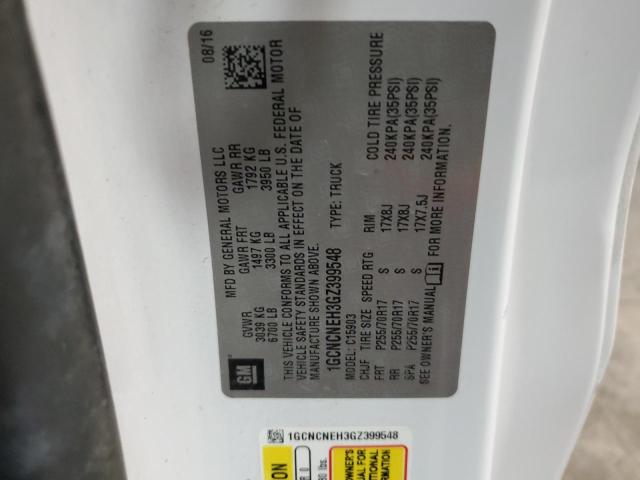 MFD BY GENERAL MOTORS LLC 08/16
GVWR GAWR FRT GAWR RR
3039 KG 1497 KG 1792 KG
6700 LB 3300 LB 3950 LB
THIS VEHICLE CONFORMS TO ALL APPLICABLE U.S. FEDERAL MOTOR
VEHICLE SAFETY STANDARDS IN EFFECT ON THE DATE OF
MANUFACTURE SHOWN ABOVE.
1GCNCNEH3GZ399548 TYPE: TRUCK
MODEL: C15903
CHJF TIRE SIZE SPEED RTG RIM COLD TIRE PRESSURE
FRT P255/70R17 S 17X8J 240KPA(35PSI)
RR P255/70R17 S 17X8J 240KPA(35PSI)
SPA P255/70R17 S 17X7.5J 240KPA(35PSI)
SEE OWNER'S MANUAL FOR MORE INFORMATION.
GM
1GCNCNEH3GZ399548